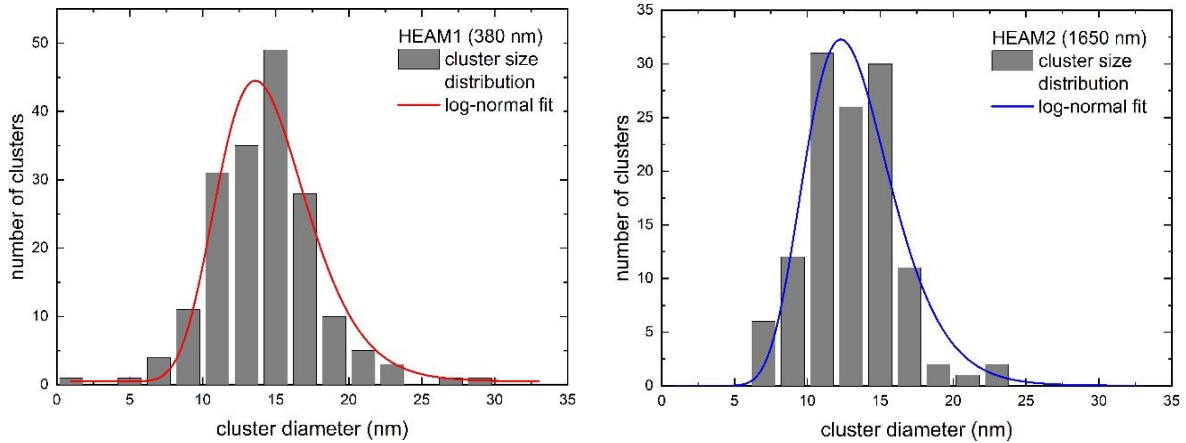 HEAM1 (380 nm)
cluster size
distribution
log-normal fit
number of clusters
50
40
30
20
10
0
0 5 10 15 20 25 30 35
cluster diameter (nm)
HEAM2 (1650 nm)
cluster size
distribution
log-normal fit
number of clusters
35
30
25
20
15
10
5
0
0 5 10 15 20 25 30 35
cluster diameter (nm)